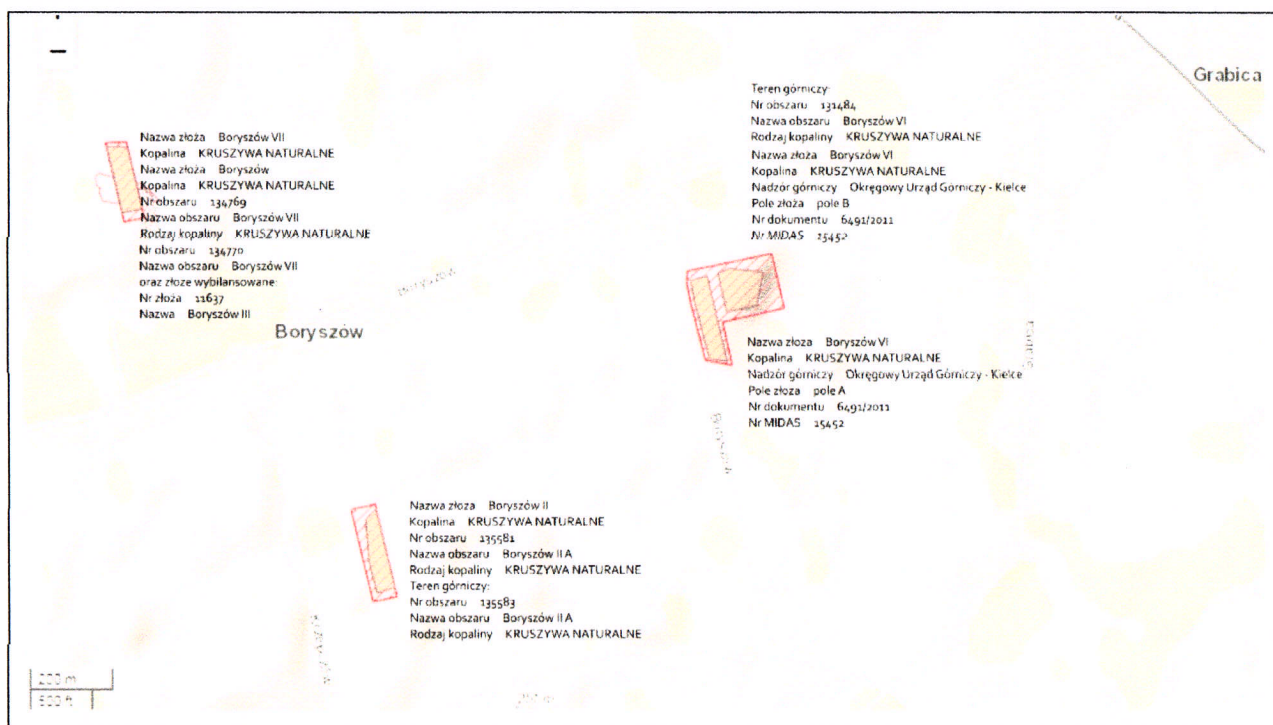 Grabica
Nazwa złoża Boryszów VII
Kopalina KRUSZYWA NATURALNE
Nazwa złoża Boryszów
Kopalina KRUSZYWA NATURALNE
Nr obszaru 134769
Nazwa obszaru Boryszów VII
Rodzaj kopaliny KRUSZYWA NATURALNE
Nr obszaru 134770
Nazwa obszaru Boryszów VII
oraz złoże wybilansowane:
Nr złoża 11637
Nazwa Boryszów III
Boryszów
Teren górniczy:
Nr obszaru 131484
Nazwa obszaru Boryszów VI
Rodzaj kopaliny KRUSZYWA NATURALNE
Nazwa złoża Boryszów VI
Kopalina KRUSZYWA NATURALNE
Nadzór górniczy Okręgowy Urząd Górniczy - Kielce
Pole złoża pole B
Nr dokumentu 6491/2011
Nr MIDAS 15452
Boryszów
Nazwa złoża Boryszów VI
Kopalina KRUSZYWA NATURALNE
Nadzór górniczy Okręgowy Urząd Górniczy - Kielce
Pole złoża pole A
Nr dokumentu 6491/2011
Nr MIDAS 15452
Boryszów
Nazwa złoża Boryszów II
Kopalina KRUSZYWA NATURALNE
Nr obszaru 135581
Nazwa obszaru Boryszów II A
Rodzaj kopaliny KRUSZYWA NATURALNE
Teren górniczy:
Nr obszaru 135583
Nazwa obszaru Boryszów II A
Rodzaj kopaliny KRUSZYWA NATURALNE
200 m
500 ft